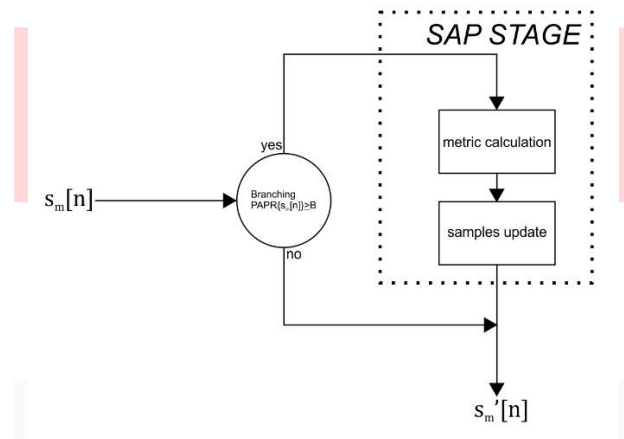 SAP STAGE
yes
metric calculation
sₘ[n]
Branching
PAPR{sₘ[n]}≥B
samples update
no
sₘ'[n]